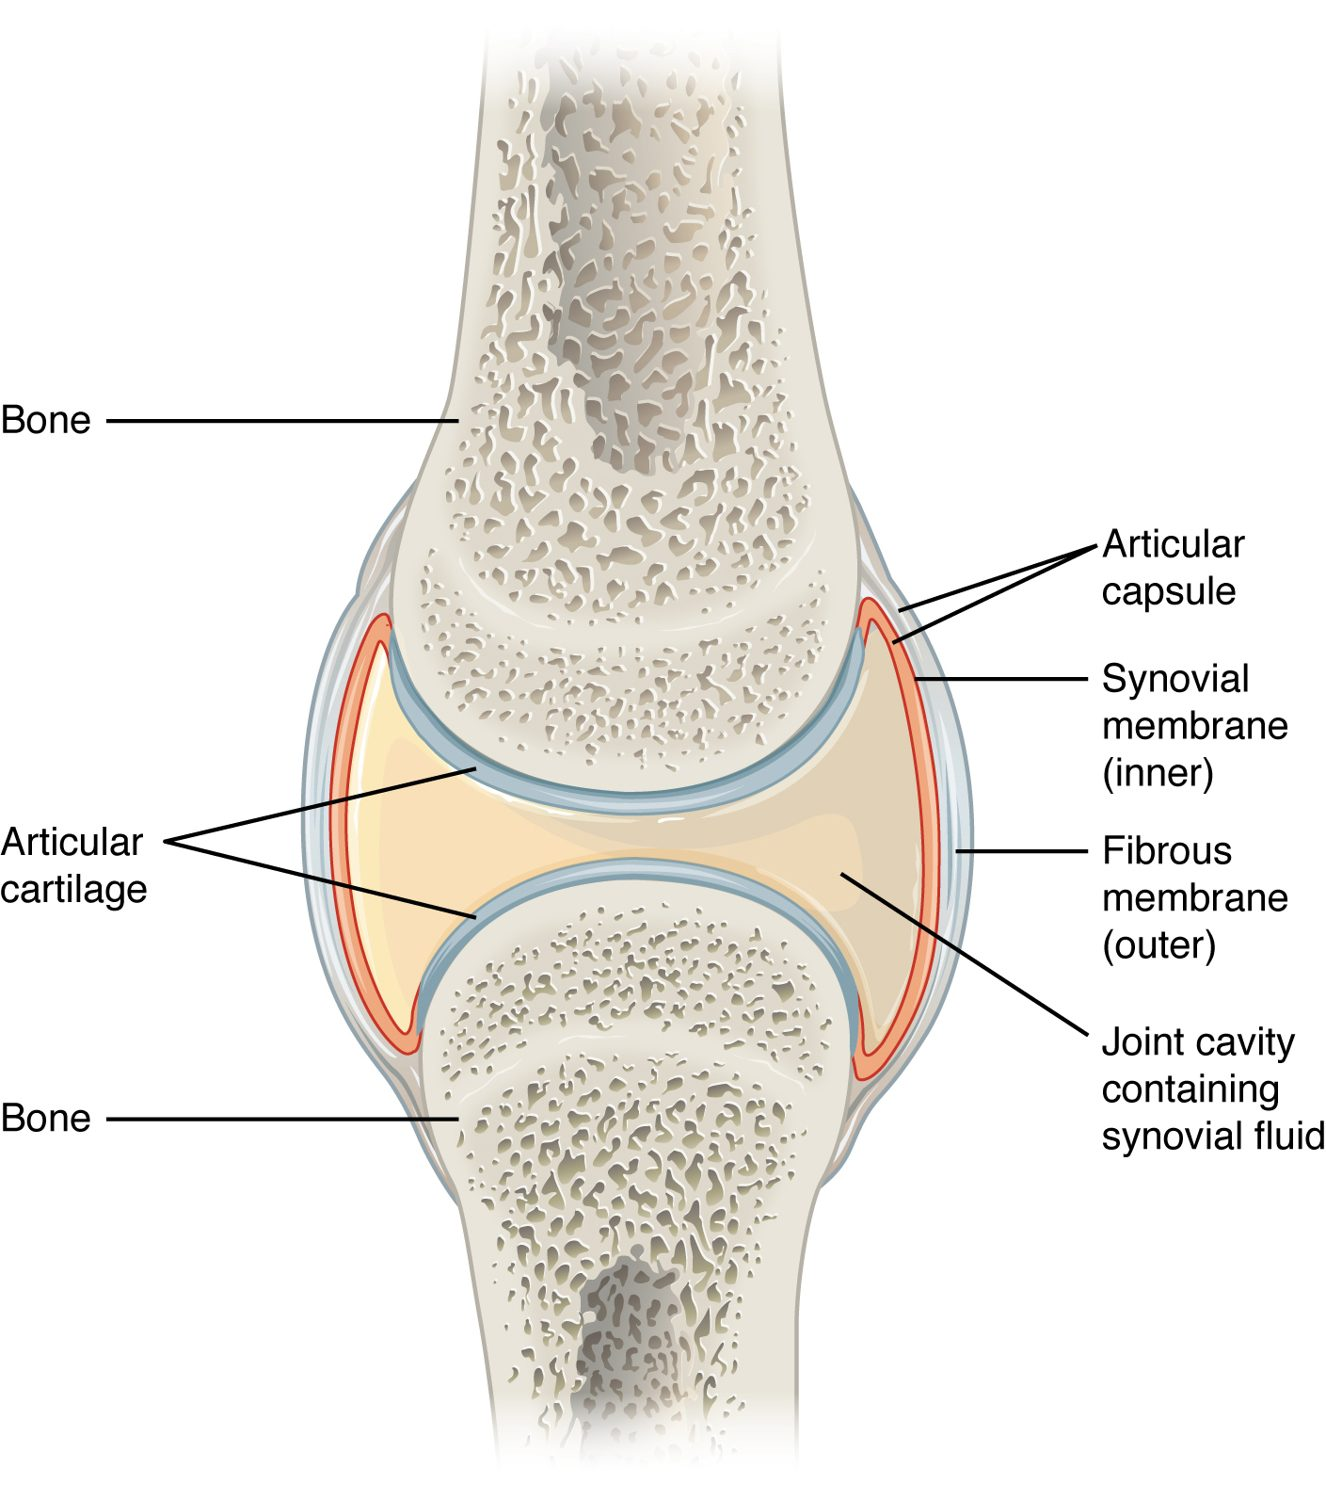 Bone
Articular
cartilage
Bone
Articular
capsule
Synovial
membrane
(inner)
Fibrous
membrane
(outer)
Joint cavity
containing
synovial fluid